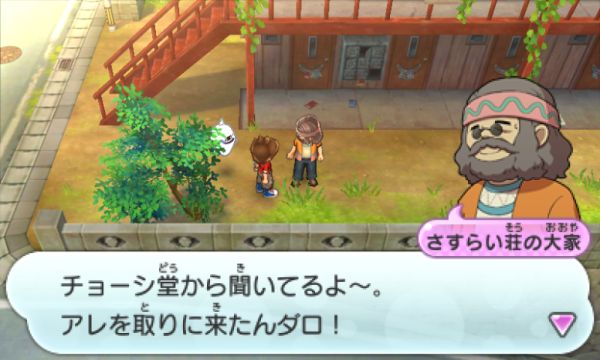 さすらい荘の大家
チョーシ堂から聞いてるよ～。
アレを取りに来たんダロ！